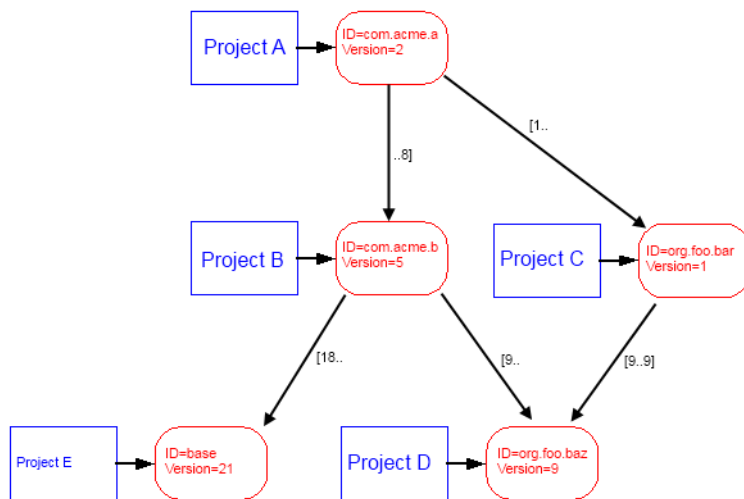 Project A
ID=com.acme.a
Version=2
[1..
..8]
Project B
ID=com.acme.b
Version=5
Project C
ID=org.foo.bar
Version=1
[18..
[9..
[9..9]
Project E
ID=base
Version=21
Project D
ID=org.foo.baz
Version=9